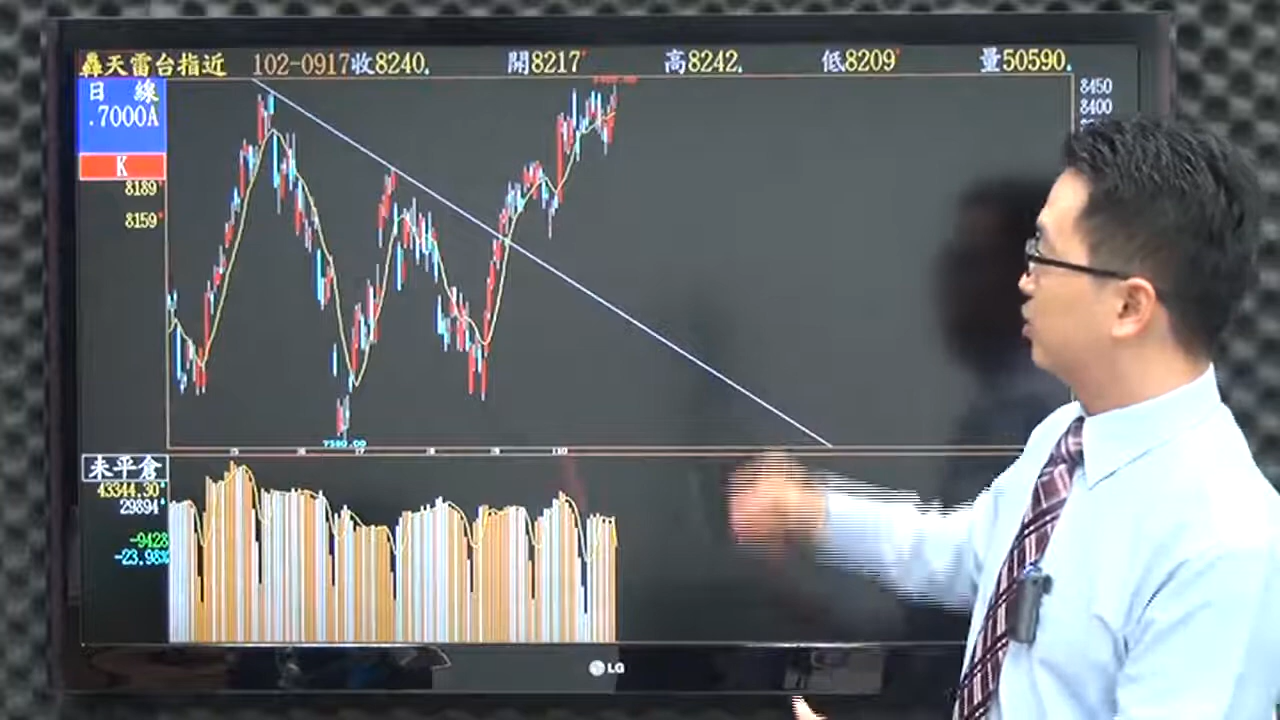 轟天雷台指近 102-0917收8240. 開8217 高8242. 低8209 量50590.
日 線
.7000A
K
8189
8159
8450
8400
7580.00
未平倉
43344.30
29894
-9428
-23.98%
LG